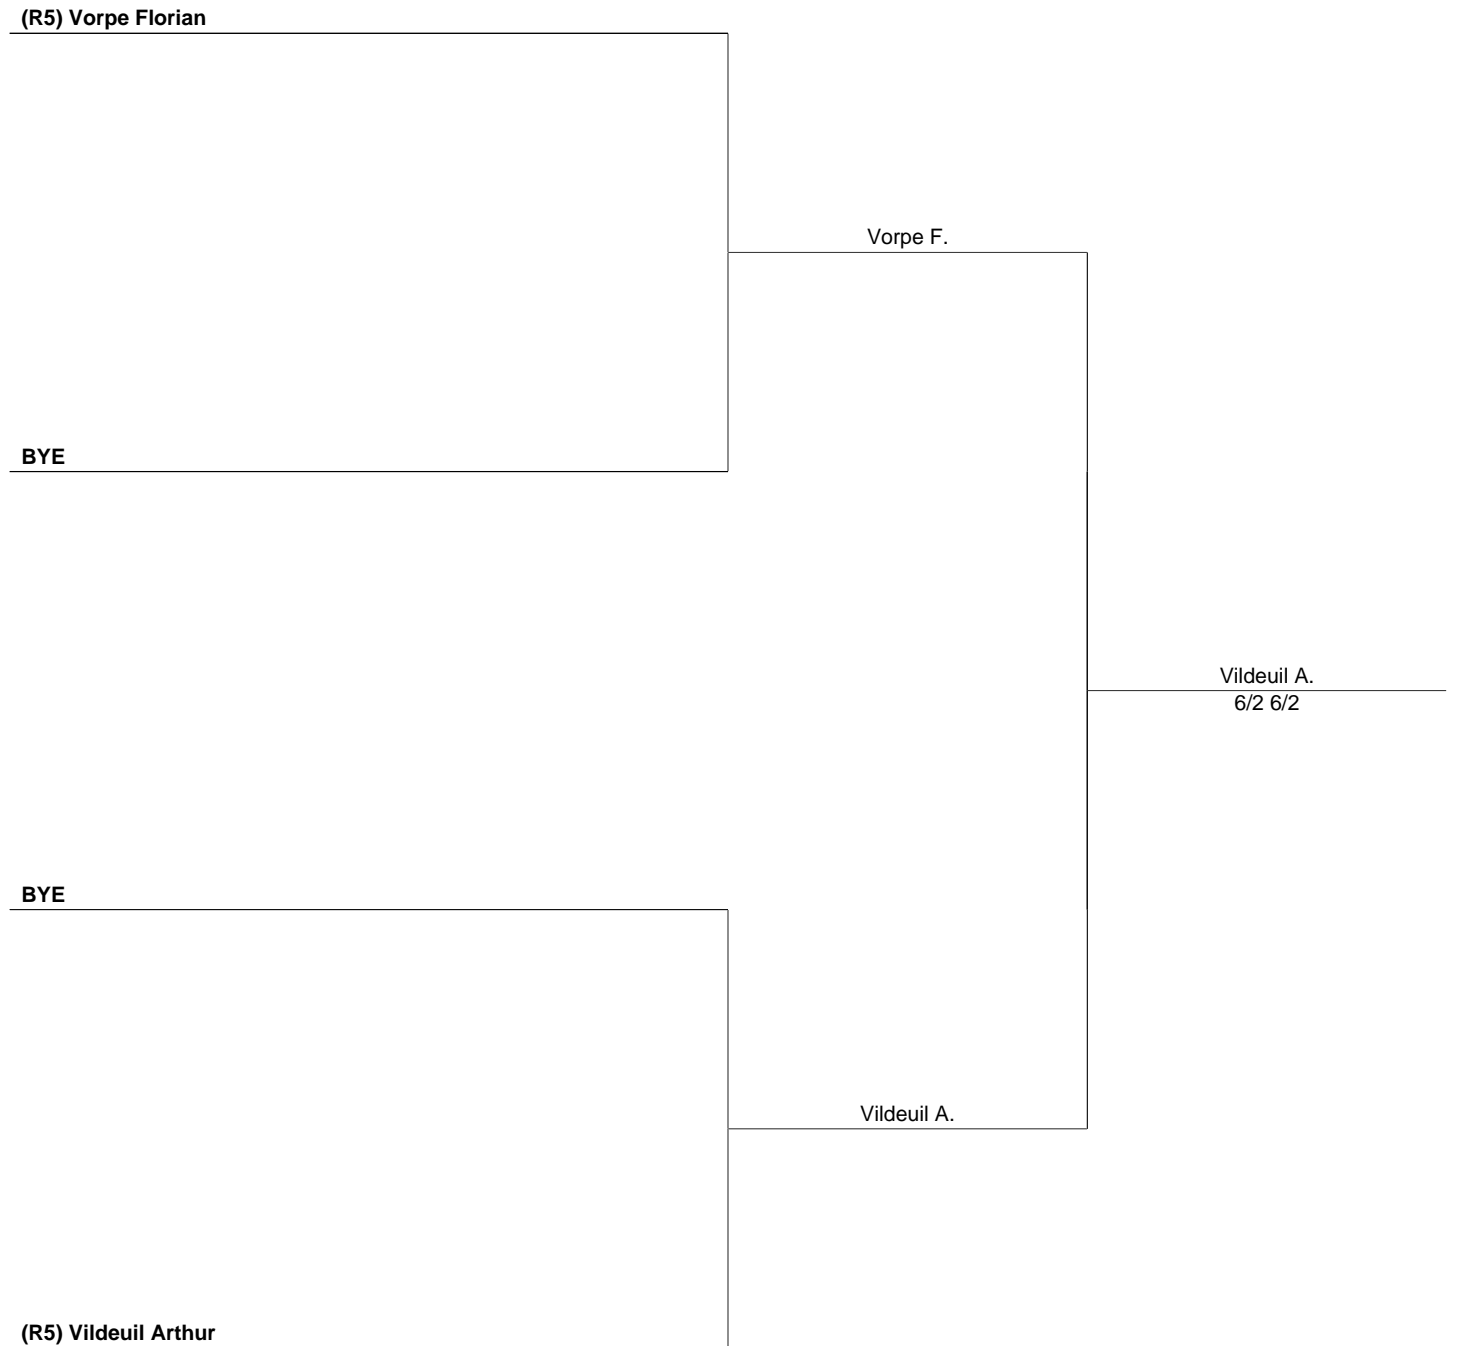 (R5) Vorpe Florian
Vorpe F.
BYE
Vildeuil A.
6/2 6/2
BYE
Vildeuil A.
(R5) Vildeuil Arthur